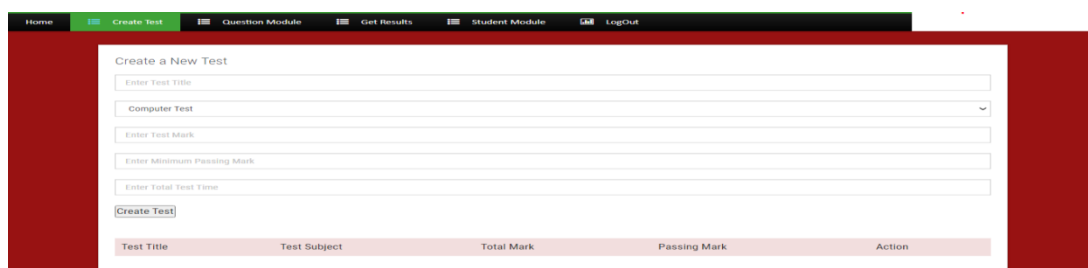 Home Create Test Question Module Get Results Student Module LogOut
Create a New Test
Enter Test Title
Computer Test
Enter Test Mark
Enter Minimum Passing Mark
Enter Total Test Time
Create Test
Test Title Test Subject Total Mark Passing Mark Action